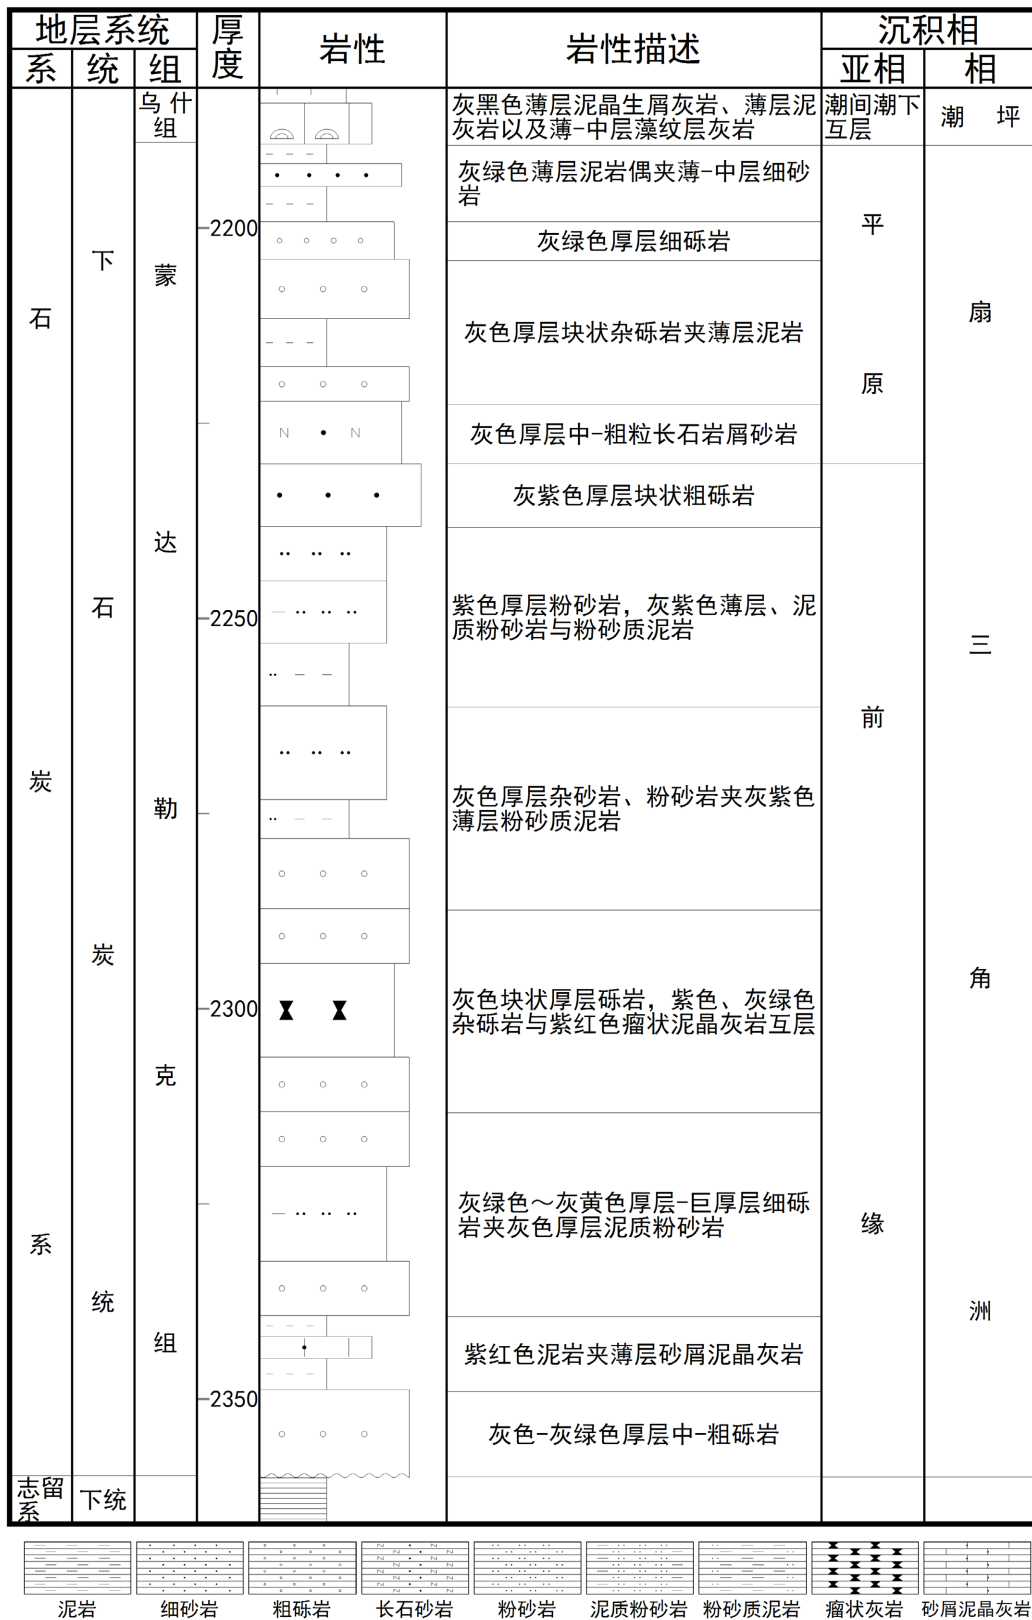 地层系统
厚度
岩性
岩性描述
沉积相
系
统
组
亚相
相
乌什
组
灰黑色薄层泥晶生屑灰岩、薄层泥
灰岩以及薄-中层藻纹层灰岩
潮间潮下
互层
潮 坪
灰绿色薄层泥岩偶夹薄-中层细砂
岩
2200
灰绿色厚层细砾岩
灰色厚层块状杂砾岩夹薄层泥岩
N N
灰色厚层中-粗粒长石岩屑砂岩
灰紫色厚层块状粗砾岩
2250
紫色厚层粉砂岩，灰紫色薄层、泥
质粉砂岩与粉砂质泥岩
灰色厚层杂砂岩、粉砂岩夹灰紫色
薄层粉砂质泥岩
2300
灰色块状厚层砾岩，紫色、灰绿色
杂砾岩与紫红色瘤状泥晶灰岩互层
灰绿色～灰黄色厚层-巨厚层细砾
岩夹灰色厚层泥质粉砂岩
紫红色泥岩夹薄层砂屑泥晶灰岩
2350
灰色-灰绿色厚层中-粗砾岩
石炭系
下石炭统
蒙达勒克组
平原
前缘
扇三角洲
志留
系
下统
泥岩
细砂岩
粗砾岩
长石砂岩
粉砂岩
泥质粉砂岩
粉砂质泥岩
瘤状灰岩
砂屑泥晶灰岩